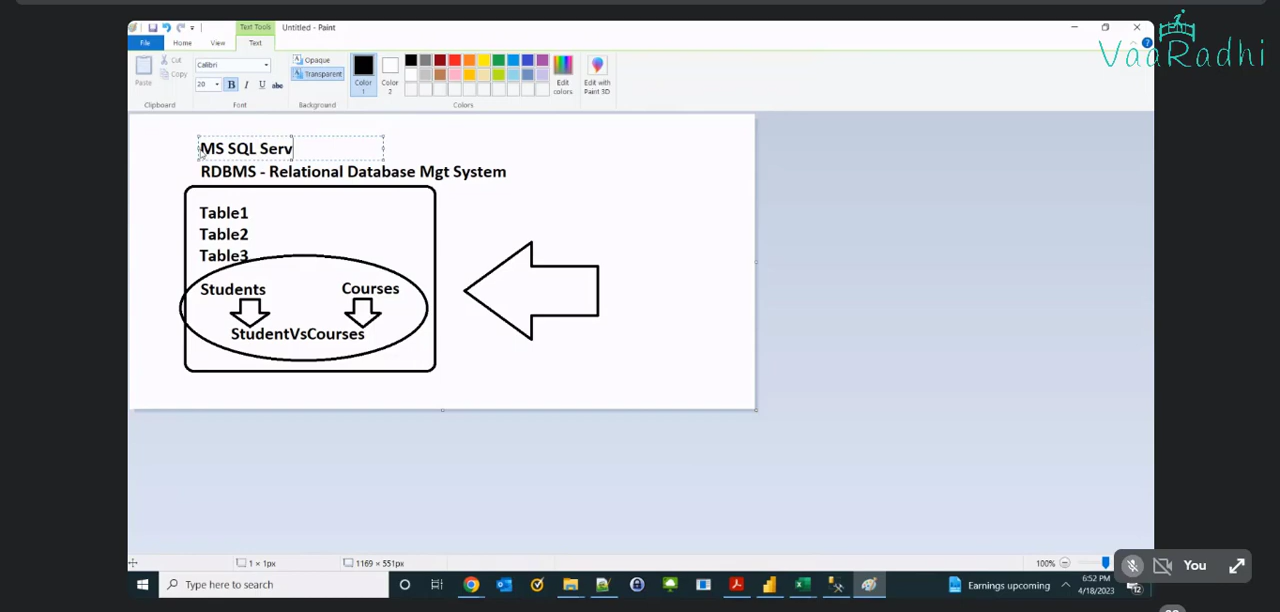 Text Tools
Untitled - Paint
File
Home
View
Text
Cut
Copy
Paste
Calibri
20
B
I
U
abc
Opaque
Transparent
Color
1
Color
2
Edit
colors
Edit with
Paint 3D
Clipboard
Font
Background
Colors
VaaRadhi
MS SQL Serv
RDBMS - Relational Database Mgt System
Table1
Table2
Table3
Students
Courses
StudentVsCourses
1 × 1px
1169 × 551px
100%
You
Type here to search
Earnings upcoming
6:52 PM
4/18/2023
12